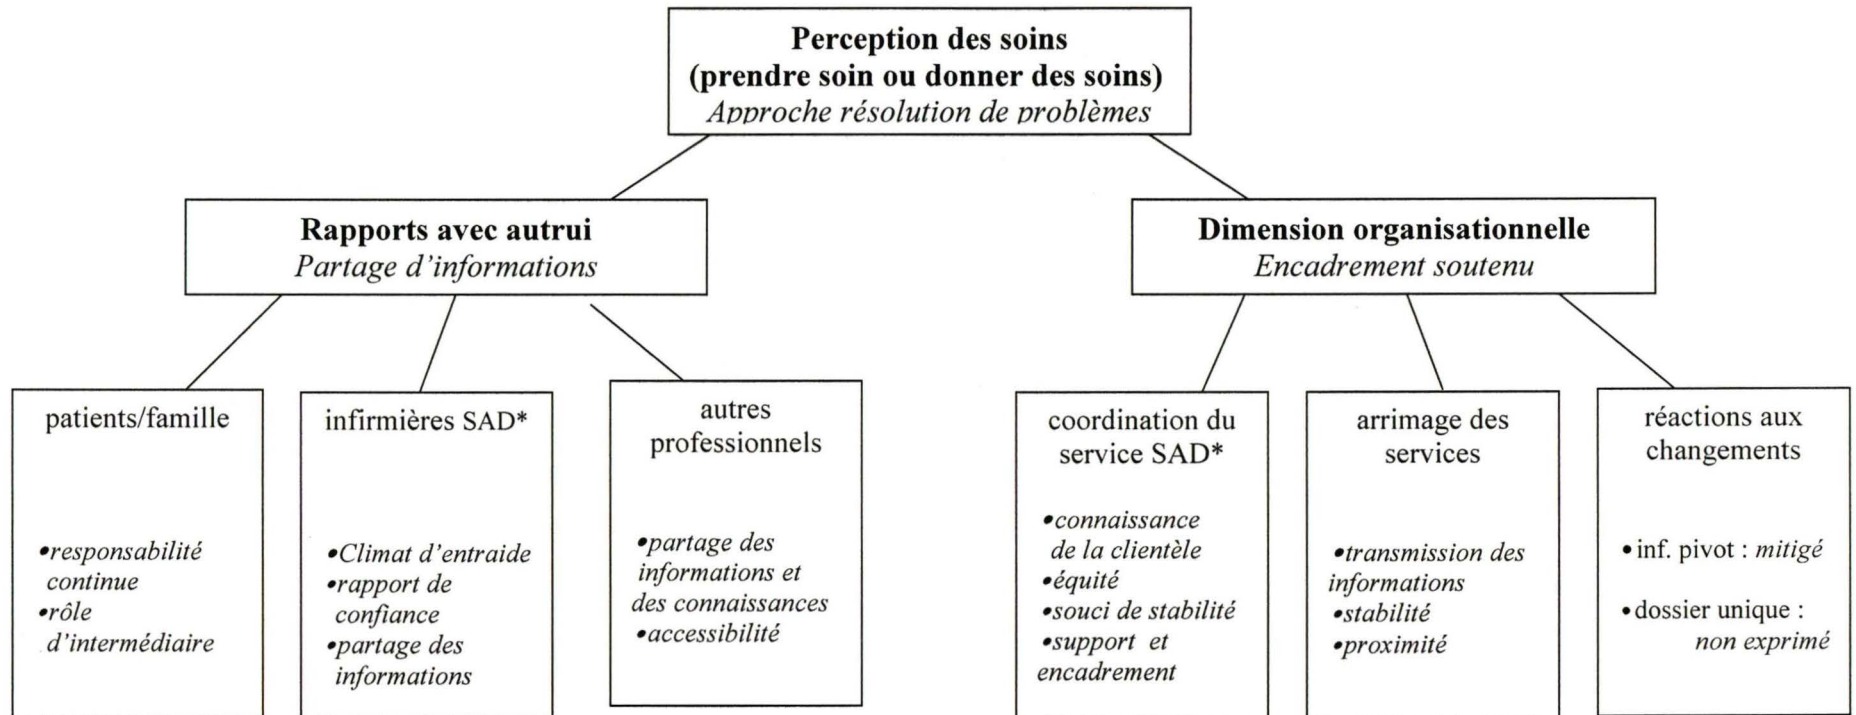 Perception des soins
(prendre soin ou donner des soins)
Approche résolution de problèmes
Rapports avec autrui
Partage d'informations
Dimension organisationnelle
Encadrement soutenu
patients/famille
•responsabilité
continue
•rôle
d'intermédiaire
infirmières SAD*
•Climat d'entraide
•rapport de
confiance
•partage des
informations
autres
professionnels
•partage des
informations et
des connaissances
•accessibilité
coordination du
service SAD*
•connaissance
de la clientèle
•équité
•souci de stabilité
•support et
encadrement
arrimage des
services
•transmission des
informations
•stabilité
•proximité
réactions aux
changements
• inf. pivot : mitigé
• dossier unique :
non exprimé